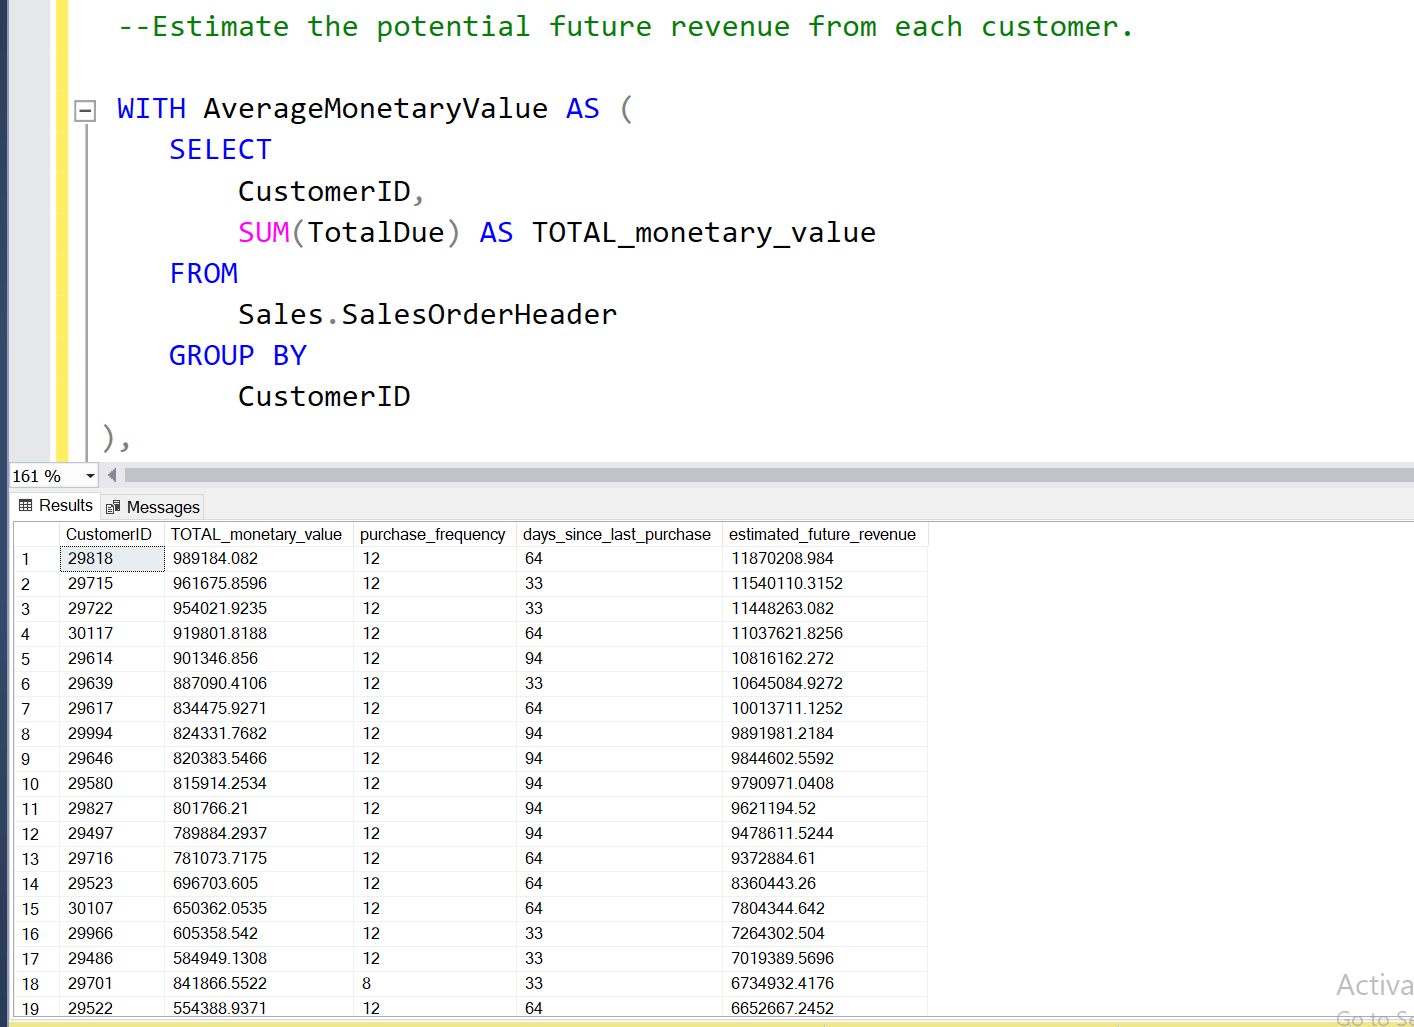 --Estimate the potential future revenue from each customer.
WITH AverageMonetaryValue AS (
SELECT
CustomerID,
SUM(TotalDue) AS TOTAL_monetary_value
FROM
Sales.SalesOrderHeader
GROUP BY
CustomerID
),
161 %
Results Messages
CustomerID TOTAL_monetary_value purchase_frequency days_since_last_purchase estimated_future_revenue
1 29818 989184.082 12 64 11870208.984
2 29715 961675.8596 12 33 11540110.3152
3 29722 954021.9235 12 33 11448263.082
4 30117 919801.8188 12 64 11037621.8256
5 29614 901346.856 12 94 10816162.272
6 29639 887090.4106 12 33 10645084.9272
7 29617 834475.9271 12 64 10013711.1252
8 29994 824331.7682 12 94 9891981.2184
9 29646 820383.5466 12 94 9844602.5592
10 29580 815914.2534 12 94 9790971.0408
11 29827 801766.21 12 94 9621194.52
12 29497 789884.2937 12 94 9478611.5244
13 29716 781073.7175 12 64 9372884.61
14 29523 696703.605 12 64 8360443.26
15 30107 650362.0535 12 64 7804344.642
16 29966 605358.542 12 33 7264302.504
17 29486 584949.1308 12 33 7019389.5696
18 29701 841866.5522 8 33 6734932.4176
19 29522 554388.9371 12 64 6652667.2452
Activa
Go to Se